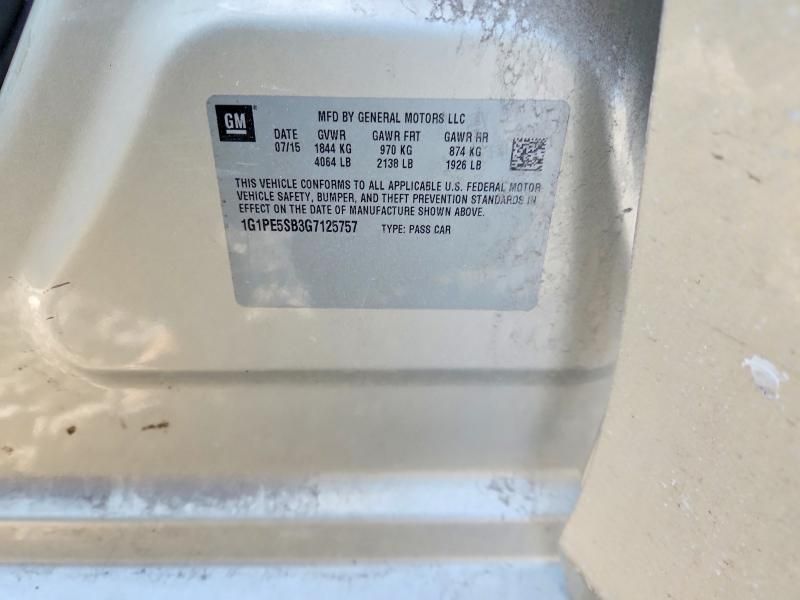 GM ® MFD BY GENERAL MOTORS LLC
DATE GVWR GAWR FRT GAWR RR
07/15 1844 KG 970 KG 874 KG
4064 LB 2138 LB 1926 LB
THIS VEHICLE CONFORMS TO ALL APPLICABLE U.S. FEDERAL MOTOR
VEHICLE SAFETY, BUMPER, AND THEFT PREVENTION STANDARDS IN
EFFECT ON THE DATE OF MANUFACTURE SHOWN ABOVE.
1G1PE5SB3G7125757 TYPE: PASS CAR